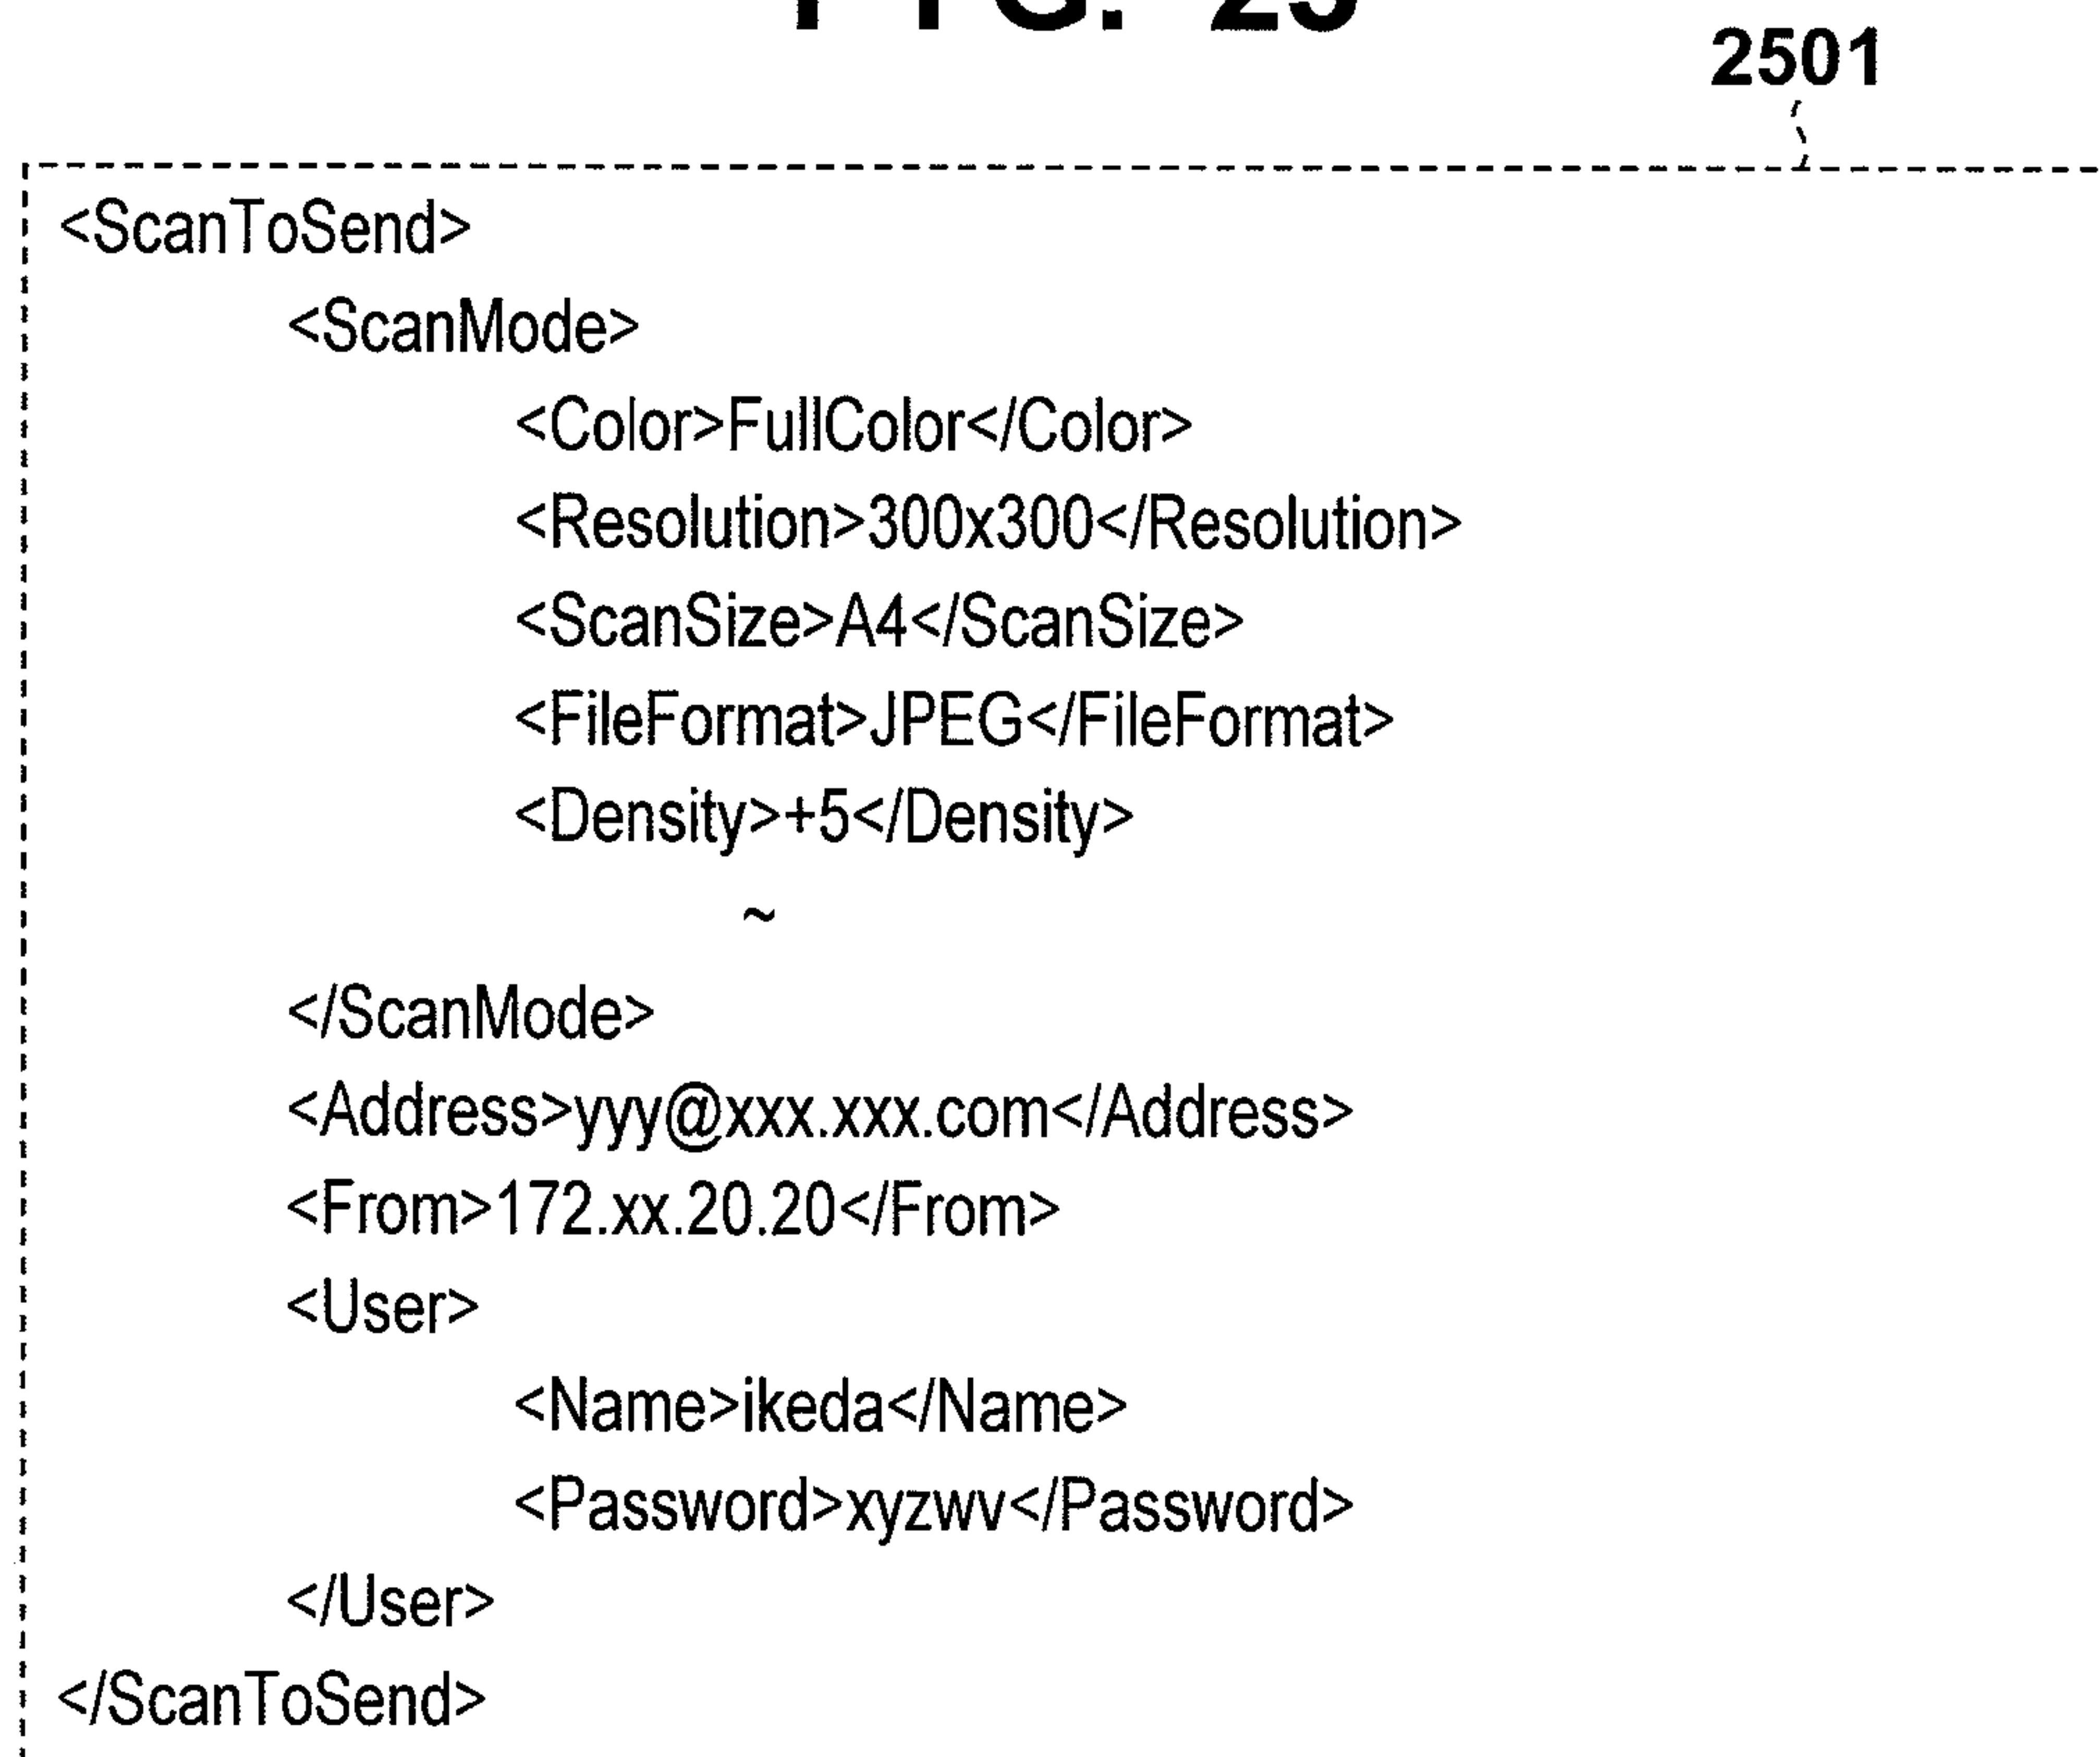 FIG. 25
2501
<ScanToSend>
<ScanMode>
<Color>FullColor</Color>
<Resolution>300x300</Resolution>
<ScanSize>A4</ScanSize>
<FileFormat>JPEG</FileFormat>
<Density>+5</Density>
~
</ScanMode>
<Address>yyy@xxx.xxx.com</Address>
<From>172.xx.20.20</From>
<User>
<Name>ikeda</Name>
<Password>xyzwv</Password>
</User>
</ScanToSend>